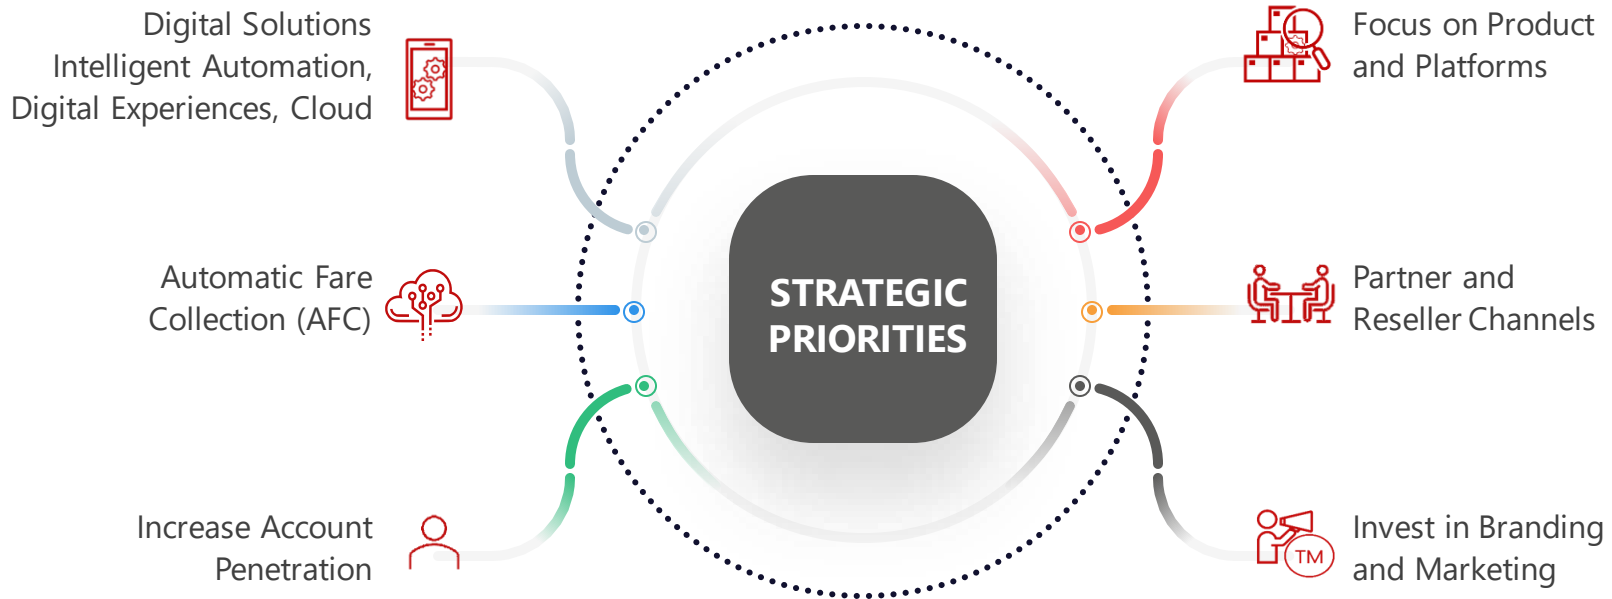 Digital Solutions
Intelligent Automation,
Digital Experiences, Cloud
Automatic Fare
Collection (AFC)
Increase Account
Penetration
STRATEGIC
PRIORITIES
Focus on Product
and Platforms
Partner and
Reseller Channels
TM
Invest in Branding
and Marketing